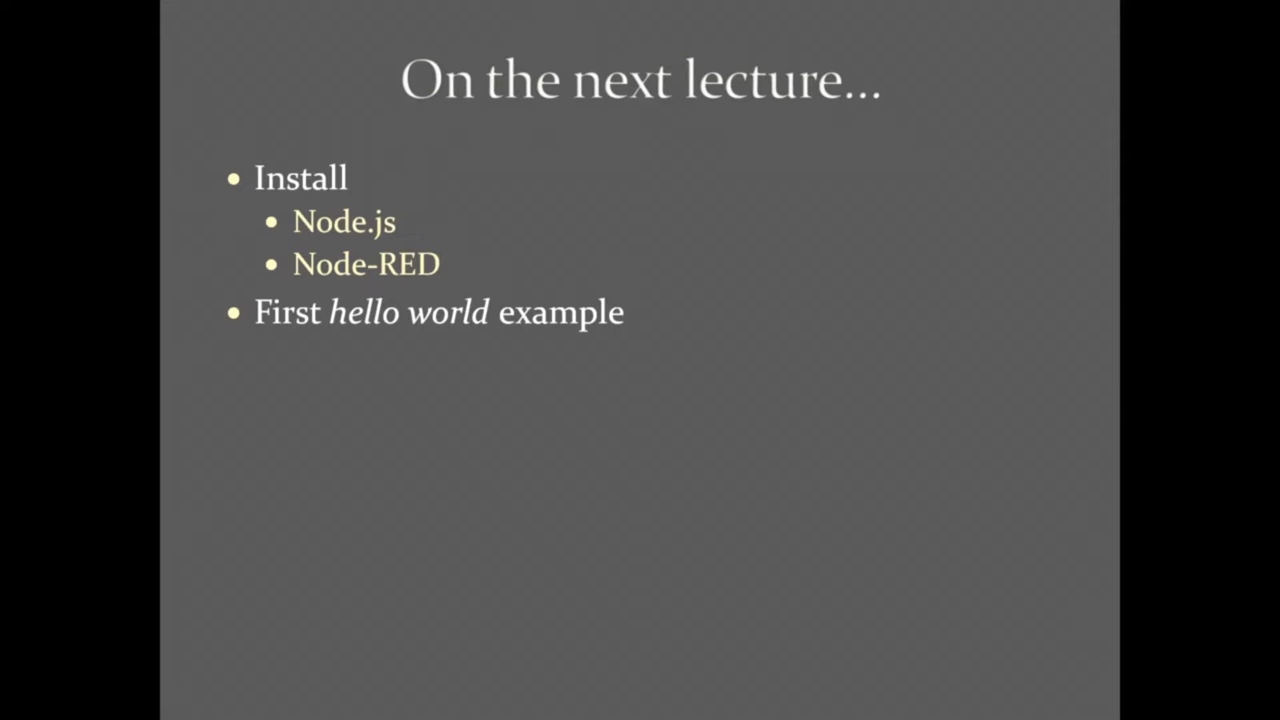 On the next lecture...
Install
Node.js
Node-RED
First hello world example